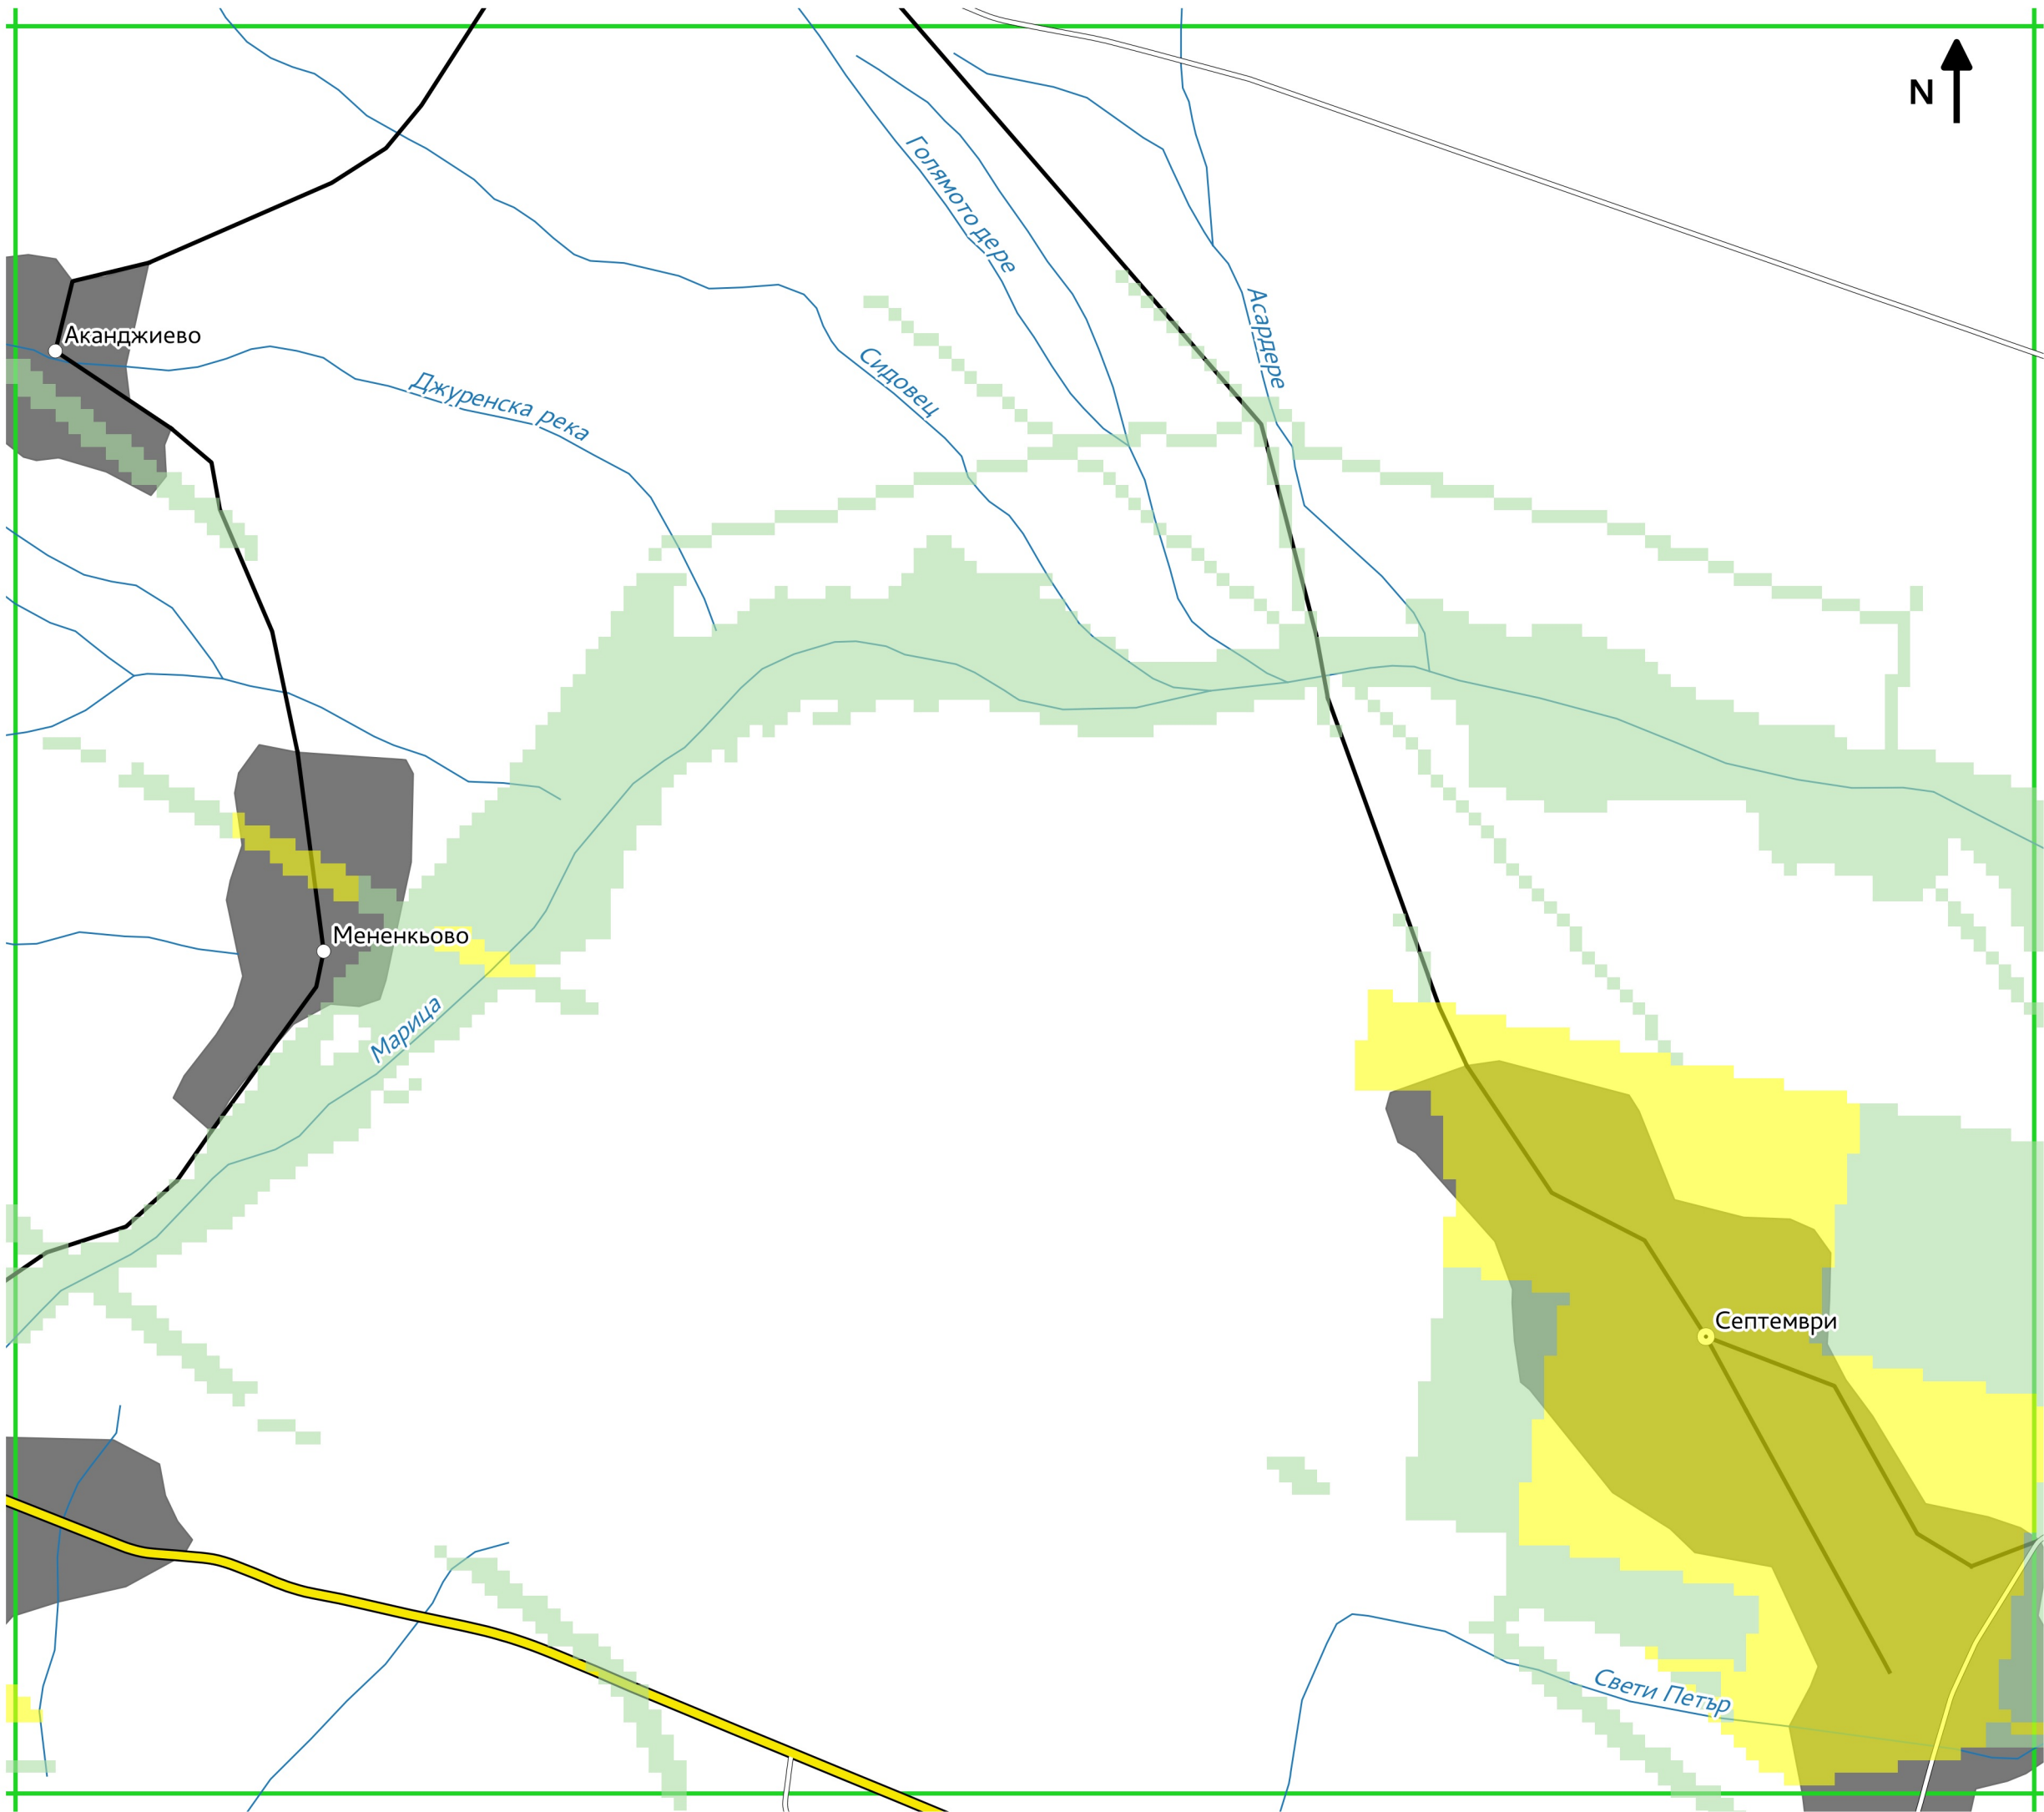 N
Голямото дере
Асардере
Аканджиево
Сидовец
Джуренска река
Мененкьово
Марица
Септември
Свети Петър